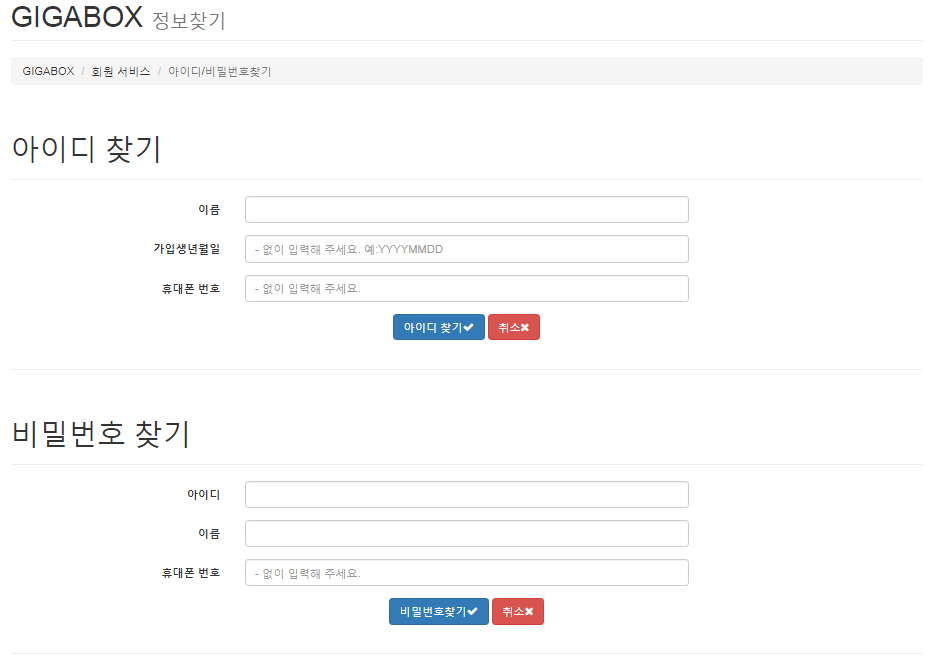 GIGABOX 정보찾기
GIGABOX / 회원 서비스 / 아이디/비밀번호찾기
아이디 찾기
이름
가입생년월일 - 없이 입력해 주세요. 예:YYYYMMDD
휴대폰 번호 - 없이 입력해 주세요.
아이디 찾기✔ 취소✖
비밀번호 찾기
아이디
이름
휴대폰 번호 - 없이 입력해 주세요.
비밀번호찾기✔ 취소✖